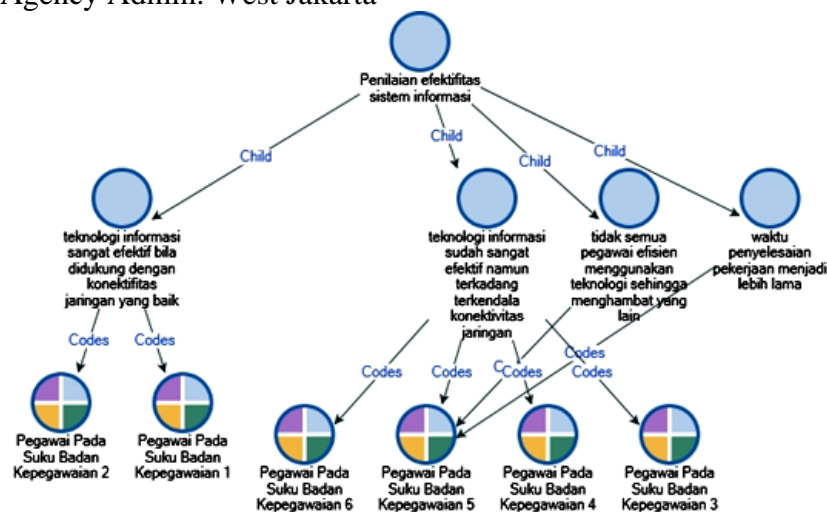 Agency Admin. West Jakarta
Penilaian efektifitas
sistem informasi
Child
Child
Child
Child
teknologi informasi
sangat efektif bila
didukung dengan
konektifitas
jaringan yang baik
teknologi informasi
sudah sangat
efektif namun
terkadang
terkendala
konektivitas
jaringan
tidak semua
pegawai efisien
menggunakan
teknologi sehingga
menghambat yang
lain
waktu
penyelesaian
pekerjaan menjadi
lebih lama
Codes
Codes
Codes
Codes
Codes
Codes
Codes
Pegawai Pada
Suku Badan
Kepegawaian 2
Pegawai Pada
Suku Badan
Kepegawaian 1
Pegawai Pada
Suku Badan
Kepegawaian 6
Pegawai Pada
Suku Badan
Kepegawaian 5
Pegawai Pada
Suku Badan
Kepegawaian 4
Pegawai Pada
Suku Badan
Kepegawaian 3